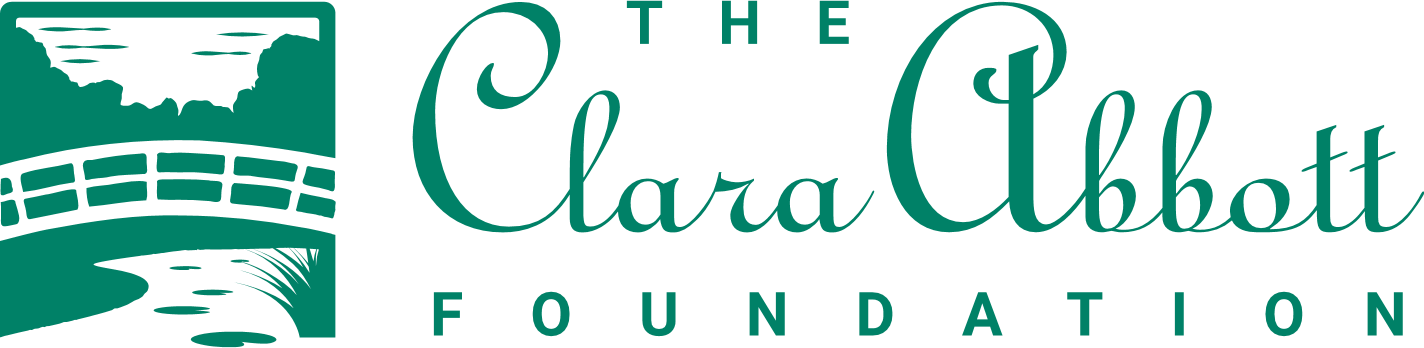 THE
Clara Abbott
FOUNDATION